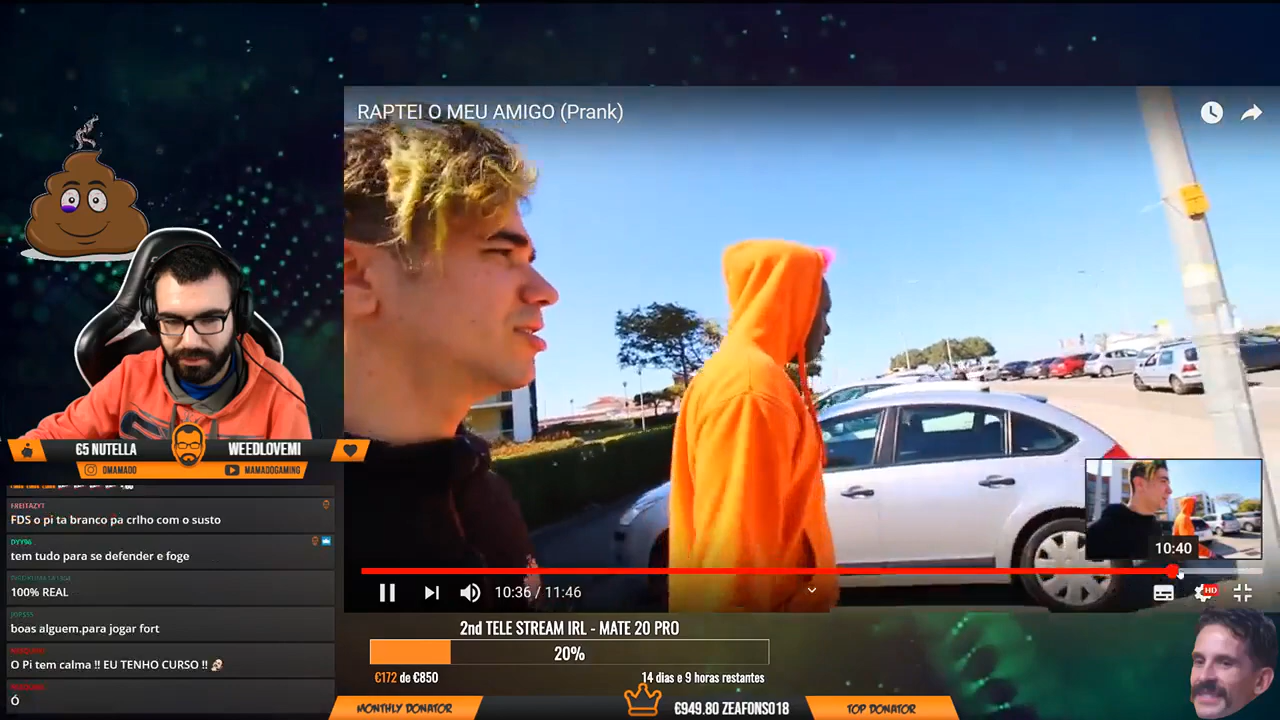 RAPTEI O MEU AMIGO (Prank)
€5 NUTELLA
WEEDLOVEMI
OMAMADO
MAMADOGAMING
FREITAZYT
FDS o pi ta branco pa crlho com o susto
DYY96
tem tudo para se defender e foge
100% REAL
boas alguem.para jogar fort
O Pi tem calma !! EU TENHO CURSO !!
Ó
10:40
10:36 / 11:46
HD
2nd TELE STREAM IRL - MATE 20 PRO
20%
€172 de €850
14 dias e 9 horas restantes
MONTHLY DONATOR
€949.80 ZEAFONSO18
TOP DONATOR